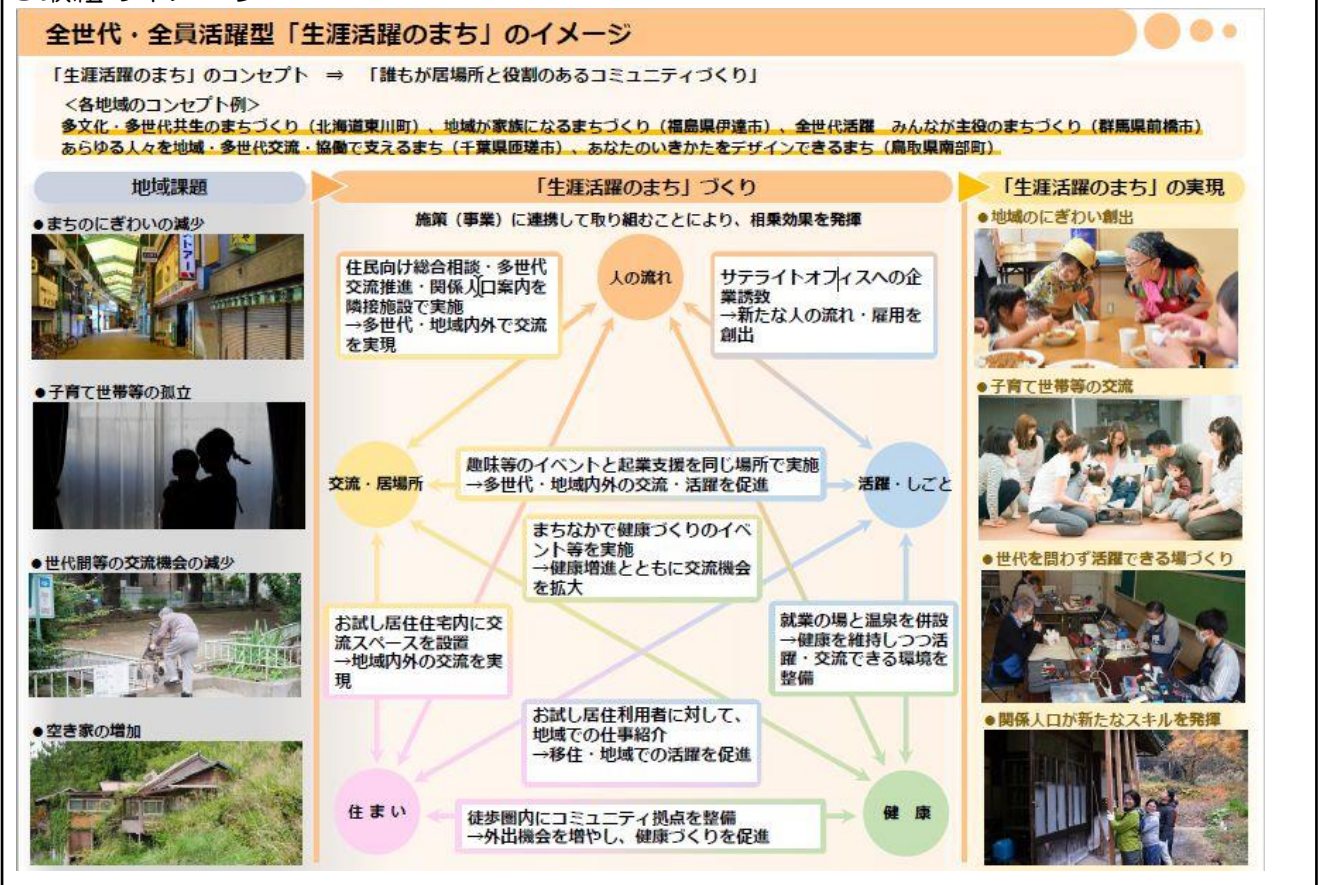 全世代・全員活躍型「生涯活躍のまち」のイメージ
「生涯活躍のまち」のコンセプト ⇒ 「誰もが居場所と役割のあるコミュニティづくり」
＜各地域のコンセプト例＞
多文化・多世代共生のまちづくり（北海道東川町）、地域が家族になるまちづくり（福島県伊達市）、全世代活躍 みんなが主役のまちづくり（群馬県前橋市）
あらゆる人々を地域・多世代交流・協働で支えるまち（千葉県匝瑳市）、あなたのいきかたをデザインできるまち（鳥取県南部町）
地域課題
●まちのにぎわいの減少
●子育て世帯等の孤立
●世代間等の交流機会の減少
●空き家の増加
「生涯活躍のまち」づくり
施策（事業）に連携して取り組むことにより、相乗効果を発揮
住民向け総合相談・多世代
交流推進・関係人口案内を
隣接施設で実施
→多世代・地域内外で交流
を実現
人の流れ
サテライトオフィスへの企
業誘致
→新たな人の流れ・雇用を
創出
交流・居場所
趣味等のイベントと起業支援を同じ場所で実施
→多世代・地域内外の交流・活躍を促進
活躍・しごと
まちなかで健康づくりのイベ
ント等を実施
→健康増進とともに交流機会
を拡大
お試し居住住宅内に交
流スペースを設置
→地域内外の交流を実
現
就業の場と温泉を併設
→健康を維持しつつ活
躍・交流できる環境を
整備
お試し居住利用者に対して、
地域での仕事紹介
→移住・地域での活躍を促進
住まい
徒歩圏内にコミュニティ拠点を整備
→外出機会を増やし、健康づくりを促進
健 康
「生涯活躍のまち」の実現
●地域のにぎわい創出
●子育て世帯等の交流
●世代を問わず活躍できる場づくり
●関係人口が新たなスキルを発揮